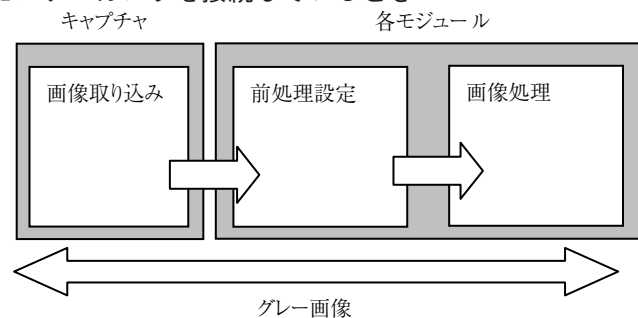 キャプチャ
各モジュール
画像取り込み
前処理設定
画像処理
グレー画像